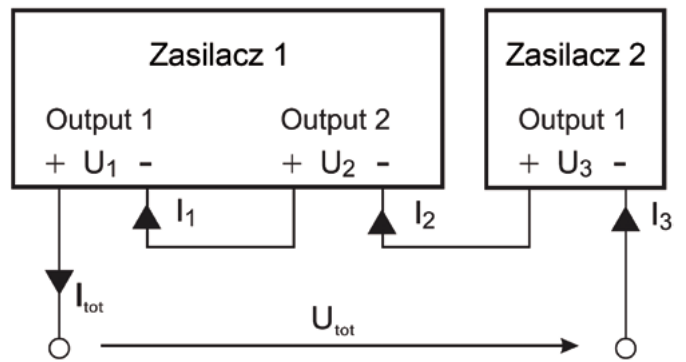 Zasilacz 1 Zasilacz 2
Output 1 Output 2 Output 1
+ U₁ - + U₂ - + U₃ -
I₁ I₂ I₃
Iₜₒₜ
Uₜₒₜ